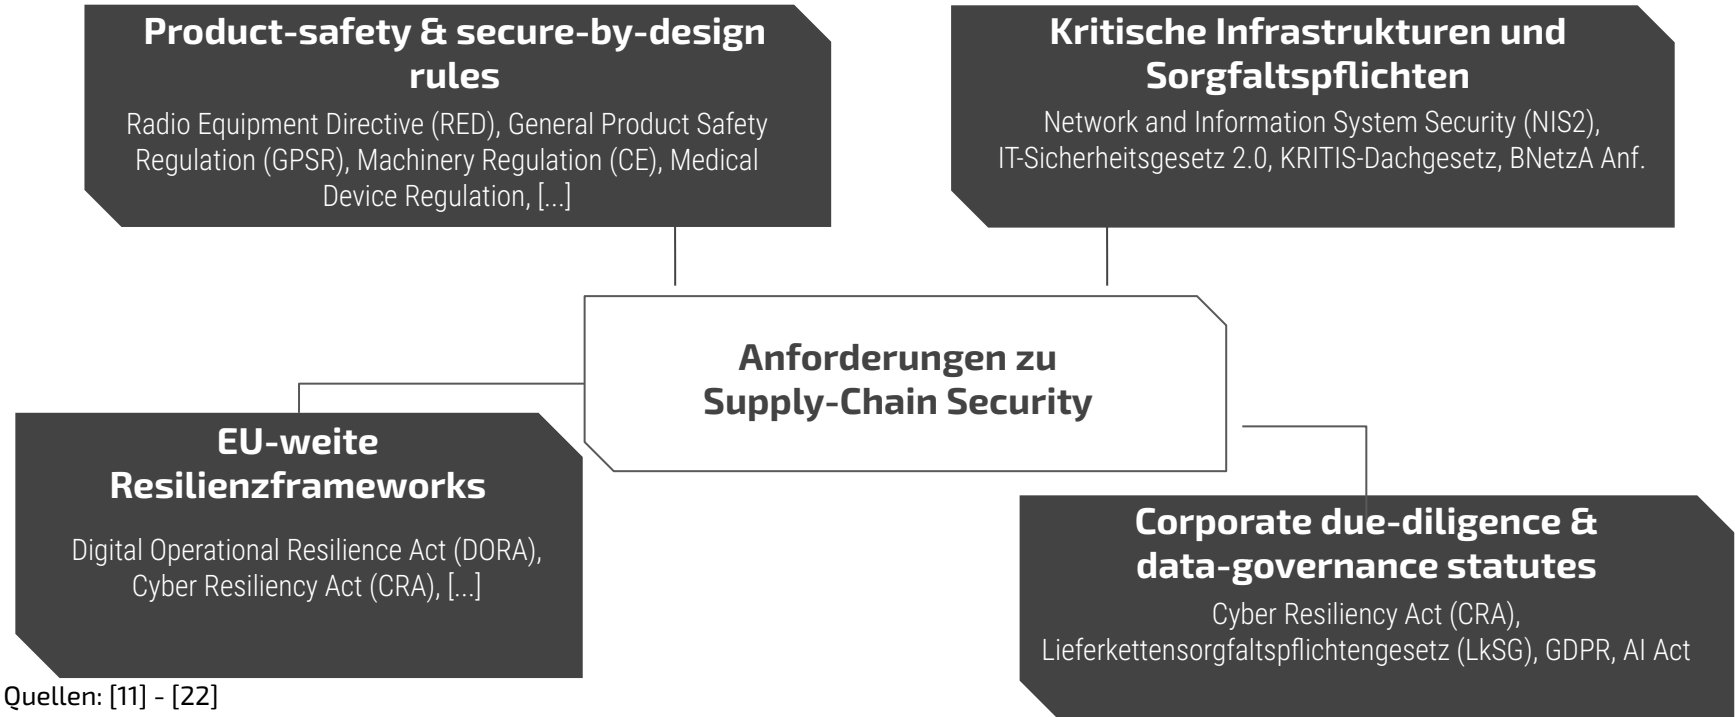 Product-safety & secure-by-design
rules
Radio Equipment Directive (RED), General Product Safety
Regulation (GPSR), Machinery Regulation (CE), Medical
Device Regulation, [...]
Kritische Infrastrukturen und
Sorgfaltspflichten
Network and Information System Security (NIS2),
IT-Sicherheitsgesetz 2.0, KRITIS-Dachgesetz, BNetzA Anf.
Anforderungen zu
Supply-Chain Security
EU-weite
Resilienzframeworks
Digital Operational Resilience Act (DORA),
Cyber Resiliency Act (CRA), [...]
Corporate due-diligence &
data-governance statutes
Cyber Resiliency Act (CRA),
Lieferkettensorgfaltspflichtengesetz (LkSG), GDPR, AI Act
Quellen: [11] - [22]